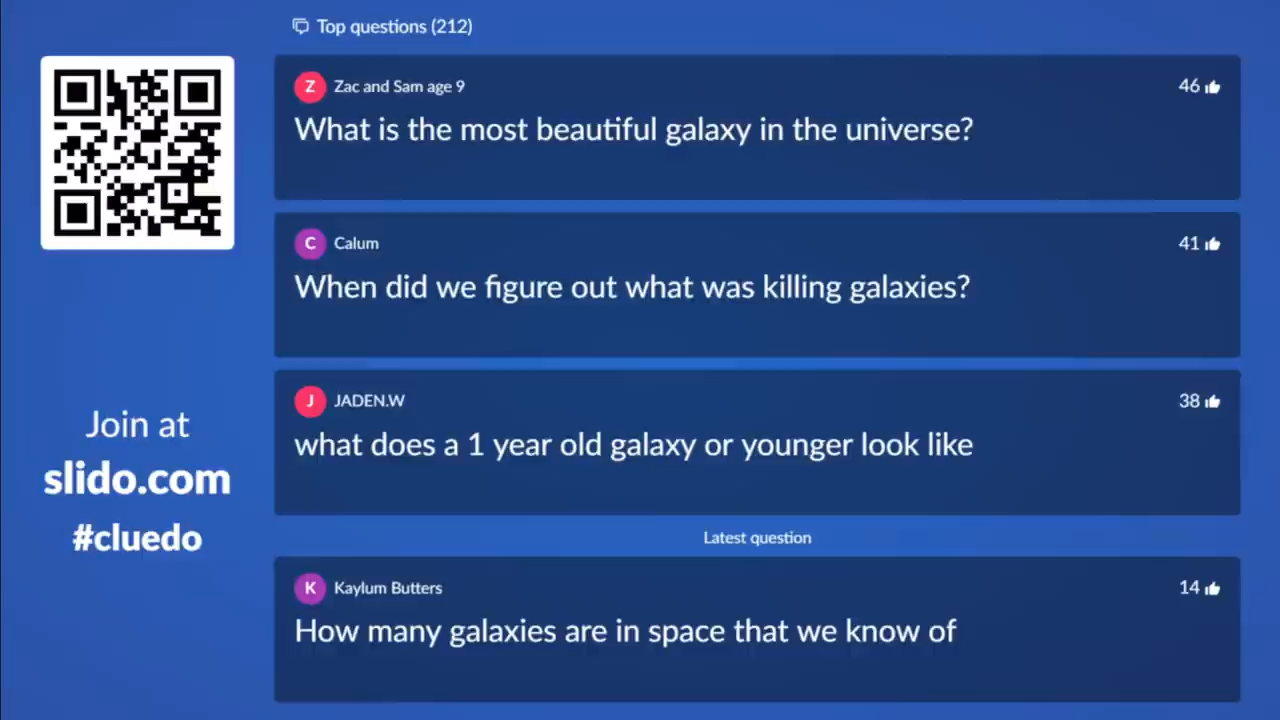 Top questions (212)
Z Zac and Sam age 9 46
What is the most beautiful galaxy in the universe?
C Calum 41
When did we figure out what was killing galaxies?
J JADEN.W 38
what does a 1 year old galaxy or younger look like
Join at
slido.com
#cluedo
Latest question
K Kaylum Butters 14
How many galaxies are in space that we know of